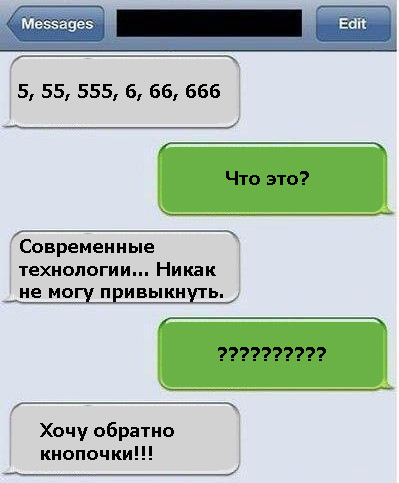 Messages
Edit
5, 55, 555, 6, 66, 666
Что это?
Современные
технологии... Никак
не могу привыкнуть.
??????????
Хочу обратно
кнопочки!!!